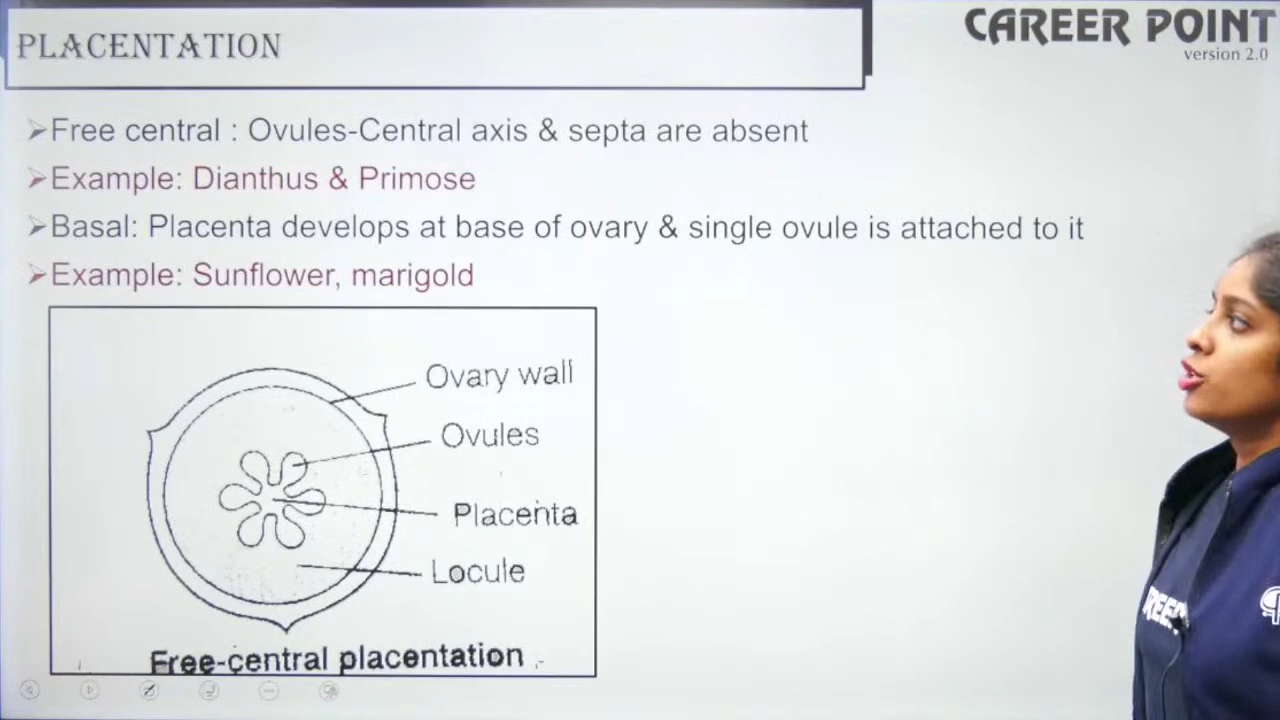 PLACENTATION
CAREER POINT
version 2.0
➢Free central : Ovules-Central axis & septa are absent
➢Example: Dianthus & Primose
➢Basal: Placenta develops at base of ovary & single ovule is attached to it
➢Example: Sunflower, marigold
Ovary wall
Ovules
Placenta
Locule
Free-central placentation